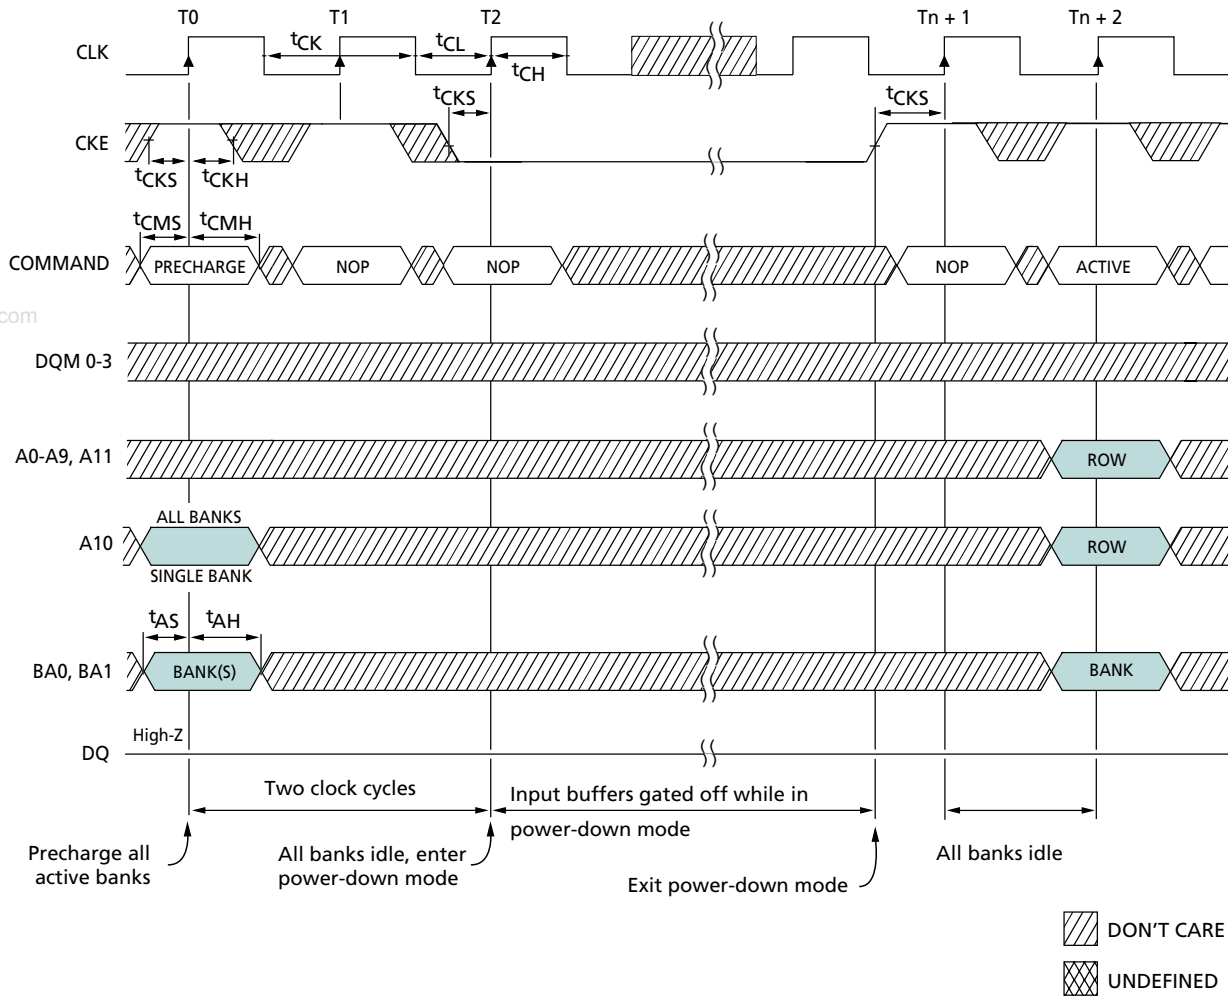 T0 T1 T2 Tn + 1 Tn + 2
CLK tCK tCL tCH
tCKS tCKS
CKE
tCKS tCKH
tCMS tCMH
COMMAND PRECHARGE NOP NOP NOP ACTIVE
com
DQM 0-3
A0-A9, A11 ROW
ALL BANKS
A10 ROW
SINGLE BANK
tAS tAH
BA0, BA1 BANK(S) BANK
High-Z
DQ
Two clock cycles
Input buffers gated off while in
power-down mode
Precharge all
active banks
All banks idle, enter
power-down mode
Exit power-down mode
All banks idle
DON'T CARE
UNDEFINED